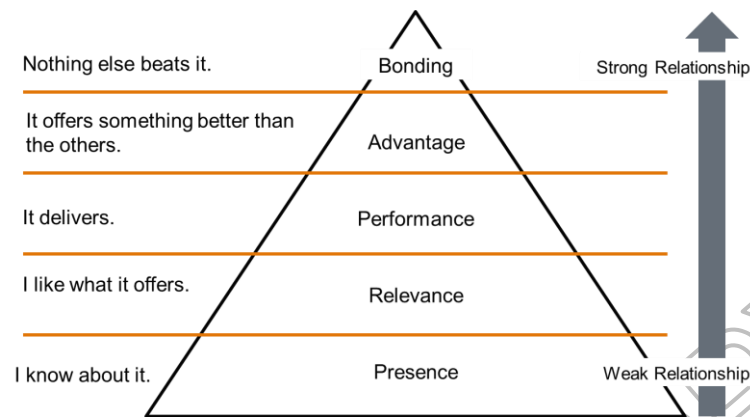 Nothing else beats it.
Bonding
Strong Relationship
It offers something better than
the others.
Advantage
It delivers.
Performance
I like what it offers.
Relevance
I know about it.
Presence
Weak Relationship